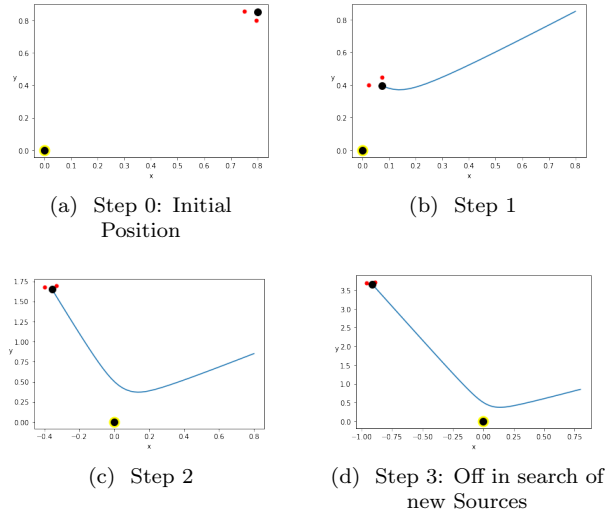 0.8
0.6
y
0.4
0.2
0.0
0.0 0.1 0.2 0.3 0.4 0.5 0.6 0.7 0.8
x
(a) Step 0: Initial
Position
0.8
0.6
y
0.4
0.2
0.0
0.0 0.1 0.2 0.3 0.4 0.5 0.6 0.7 0.8
x
(b) Step 1
1.75
1.50
1.25
1.00
y
0.75
0.50
0.25
0.00
−0.4 −0.2 0.0 0.2 0.4 0.6 0.8
x
(c) Step 2
3.5
3.0
2.5
2.0
y
1.5
1.0
0.5
0.0
−1.00 −0.75 −0.50 −0.25 0.00 0.25 0.50 0.75
x
(d) Step 3: Off in search of
new Sources